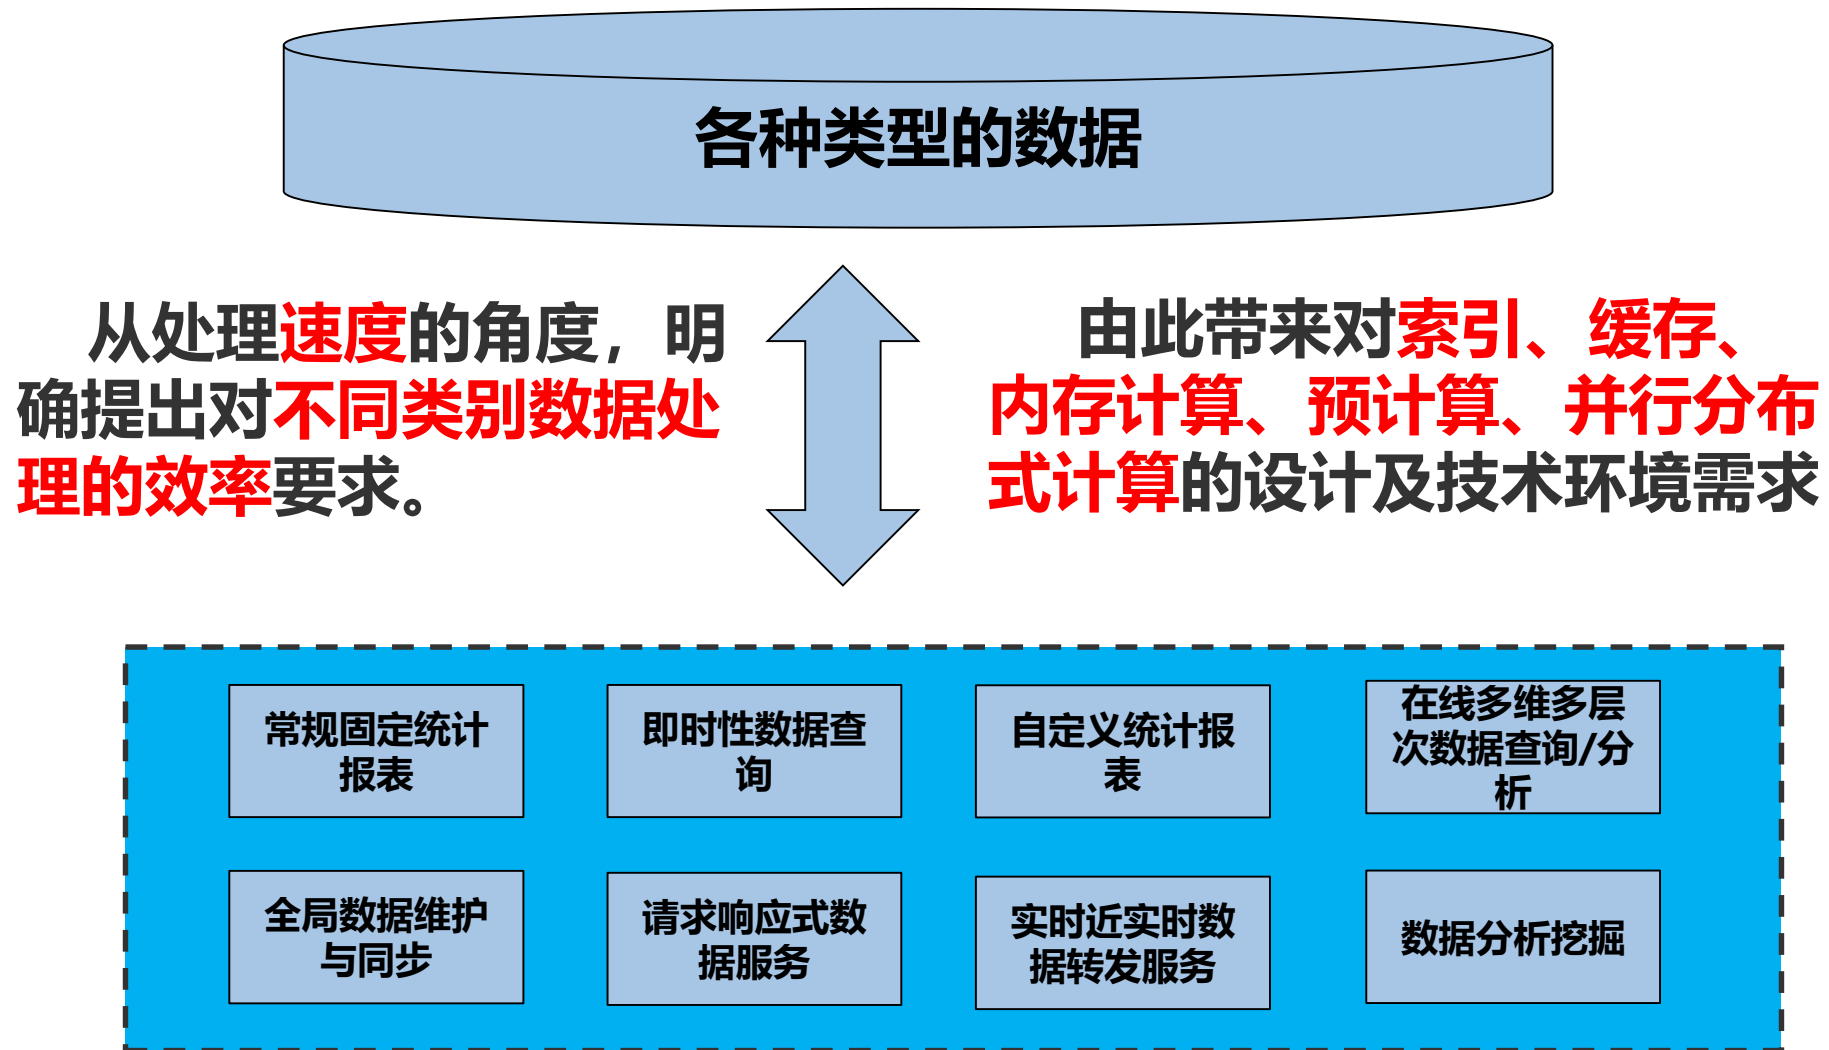 各种类型的数据
从处理速度的角度，明
确提出对不同类别数据处
理的效率要求。
由此带来对索引、缓存、
内存计算、预计算、并行分布
式计算的设计及技术环境需求
常规固定统计
报表
即时性数据查
询
自定义统计报
表
在线多维多层
次数据查询/分
析
全局数据维护
与同步
请求响应式数
据服务
实时近实时数
据转发服务
数据分析挖掘